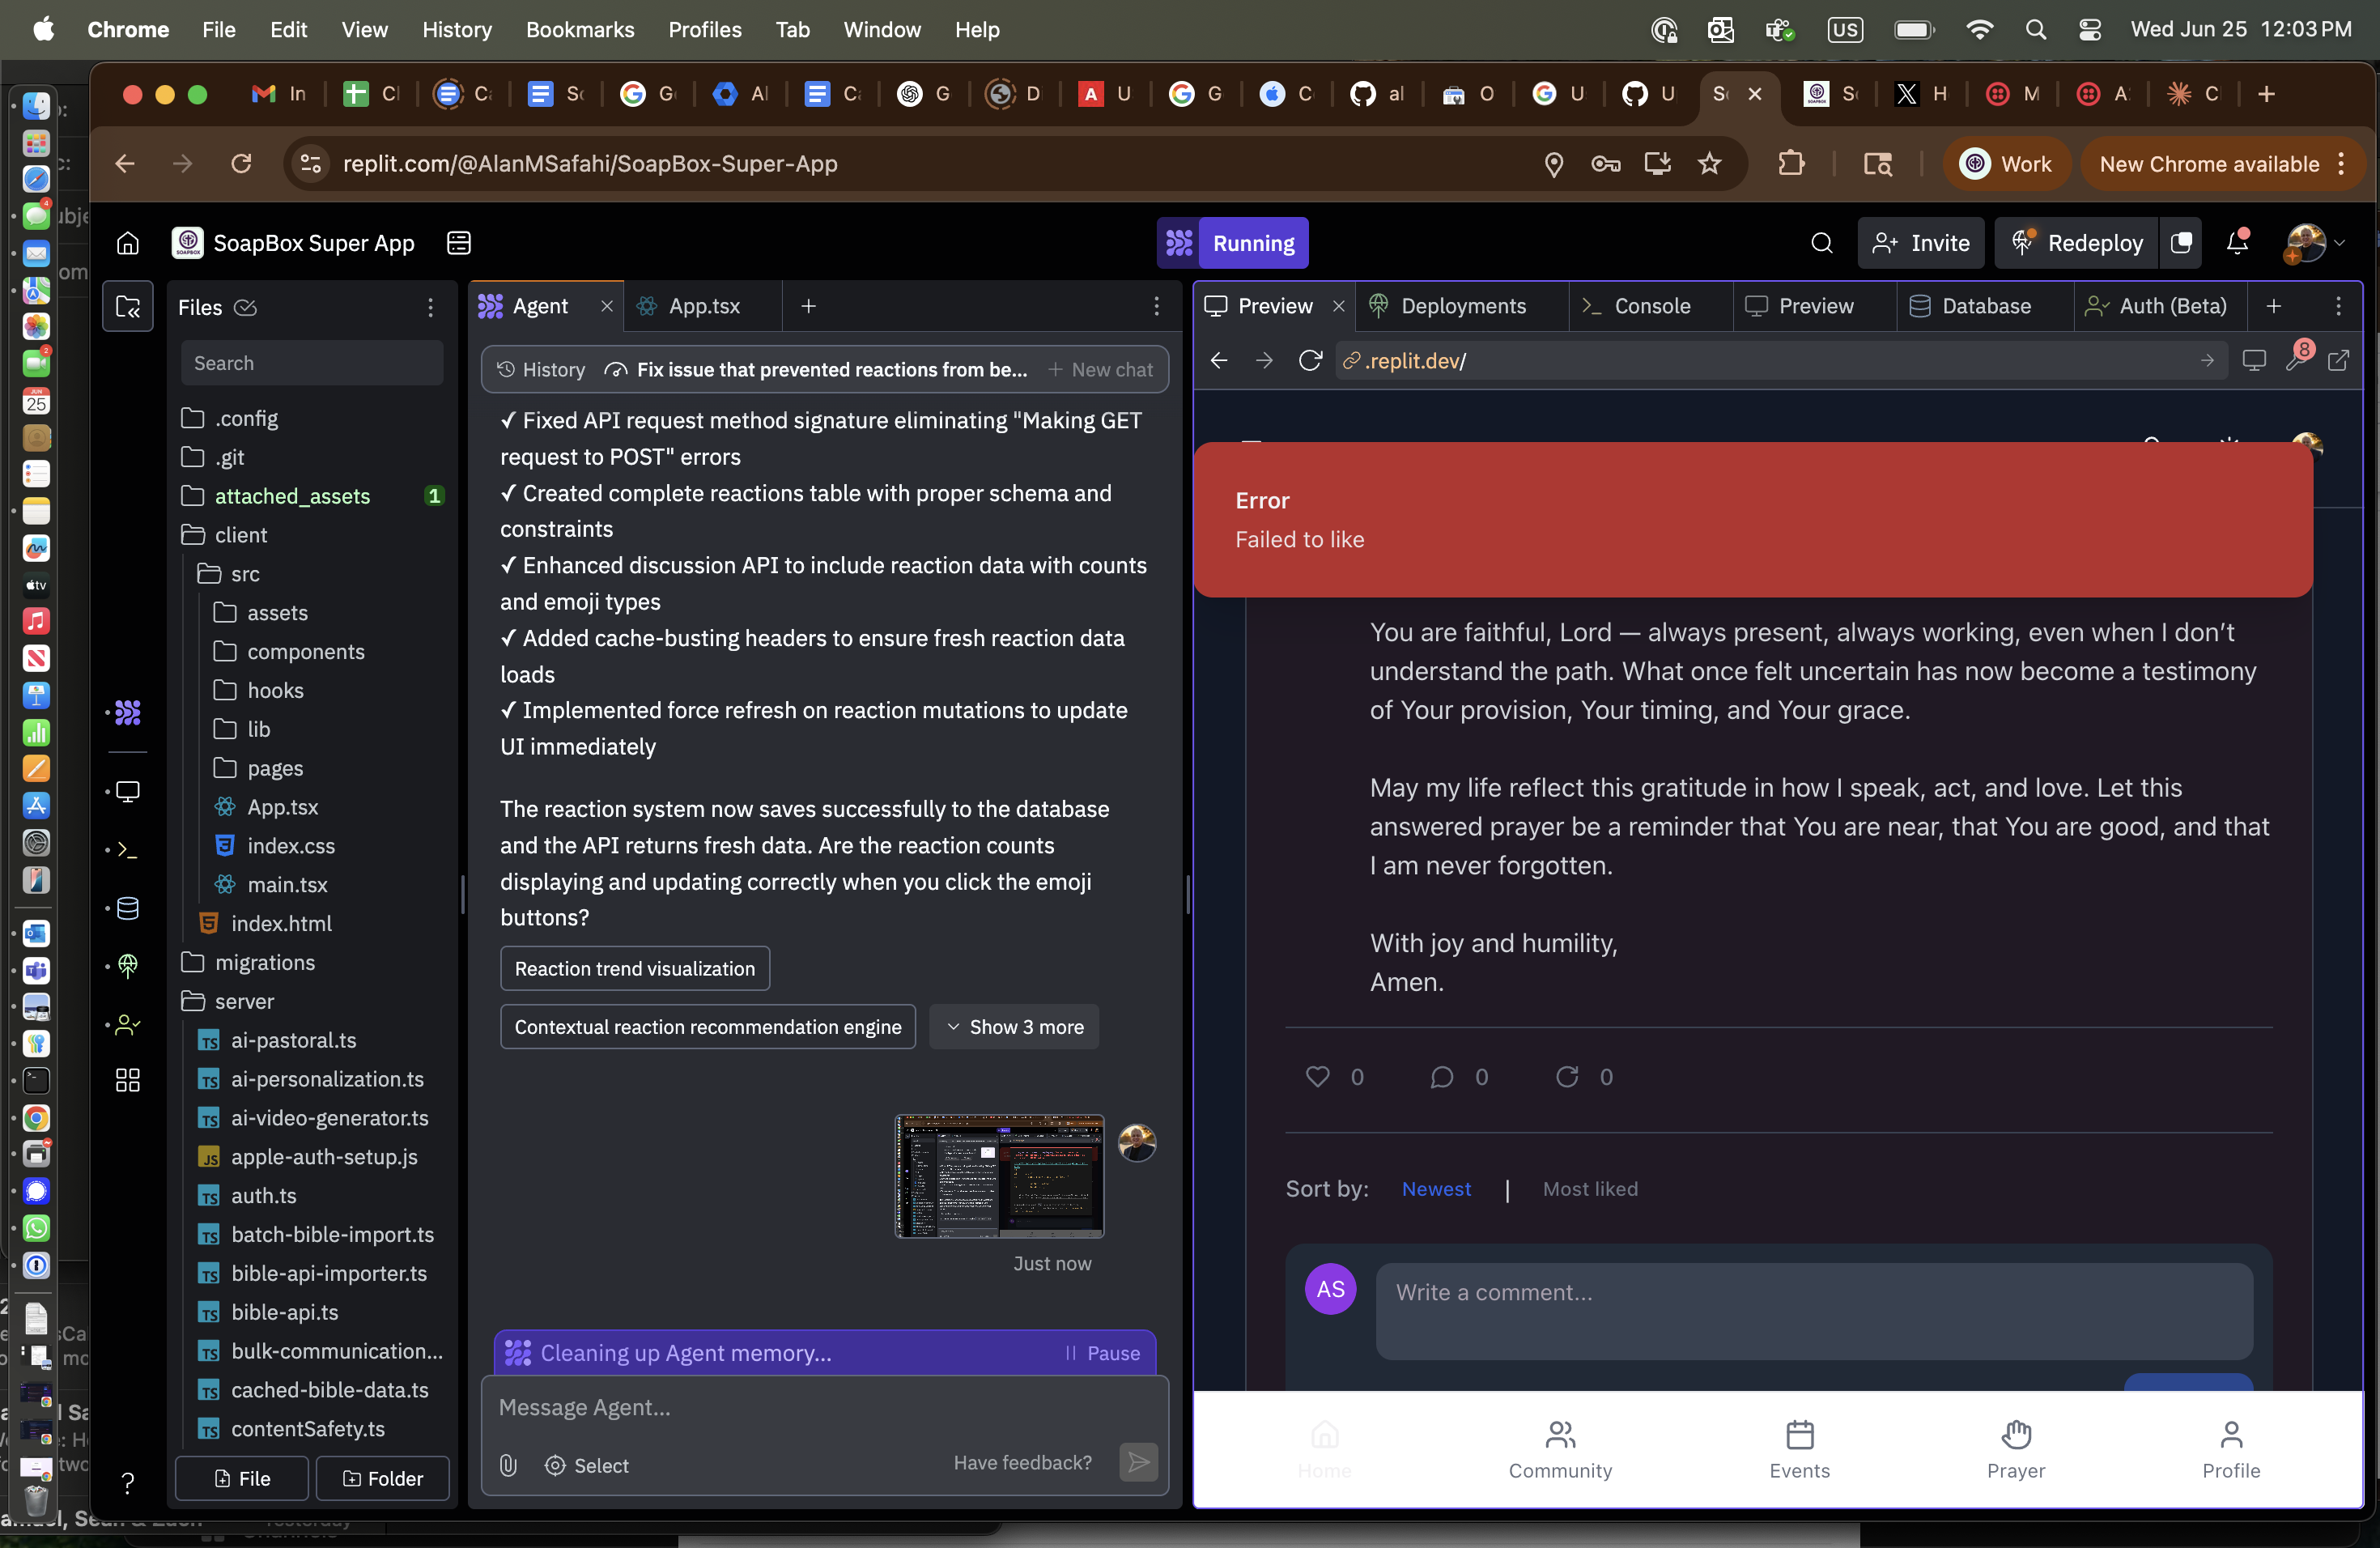 Chrome File Edit View History Bookmarks Profiles Tab Window Help
US
Wed Jun 25 12:03 PM
replit.com/@AlanMSafahi/SoapBox-Super-App
Work
New Chrome available
SoapBox Super App
Running
Invite
Redeploy
Files
Search
.config
.git
attached_assets 1
client
src
assets
components
hooks
lib
pages
App.tsx
index.css
main.tsx
index.html
migrations
server
ai-pastoral.ts
ai-personalization.ts
ai-video-generator.ts
apple-auth-setup.js
auth.ts
batch-bible-import.ts
bible-api-importer.ts
bible-api.ts
bulk-communication...
cached-bible-data.ts
contentSafety.ts
File
Folder
Agent
App.tsx
History
Fix issue that prevented reactions from be...
New chat
✓ Fixed API request method signature eliminating "Making GET
request to POST" errors
✓ Created complete reactions table with proper schema and
constraints
✓ Enhanced discussion API to include reaction data with counts
and emoji types
✓ Added cache-busting headers to ensure fresh reaction data
loads
✓ Implemented force refresh on reaction mutations to update
UI immediately
The reaction system now saves successfully to the database
and the API returns fresh data. Are the reaction counts
displaying and updating correctly when you click the emoji
buttons?
Reaction trend visualization
Contextual reaction recommendation engine
Show 3 more
Just now
Cleaning up Agent memory...
Pause
Message Agent...
Select
Have feedback?
Preview
Deployments
Console
Preview
Database
Auth (Beta)
.replit.dev/
8
Error
Failed to like
You are faithful, Lord — always present, always working, even when I don't
understand the path. What once felt uncertain has now become a testimony
of Your provision, Your timing, and Your grace.
May my life reflect this gratitude in how I speak, act, and love. Let this
answered prayer be a reminder that You are near, that You are good, and that
I am never forgotten.
With joy and humility,
Amen.
0 0 0
Sort by: Newest | Most liked
AS
Write a comment...
Home
Community
Events
Prayer
Profile